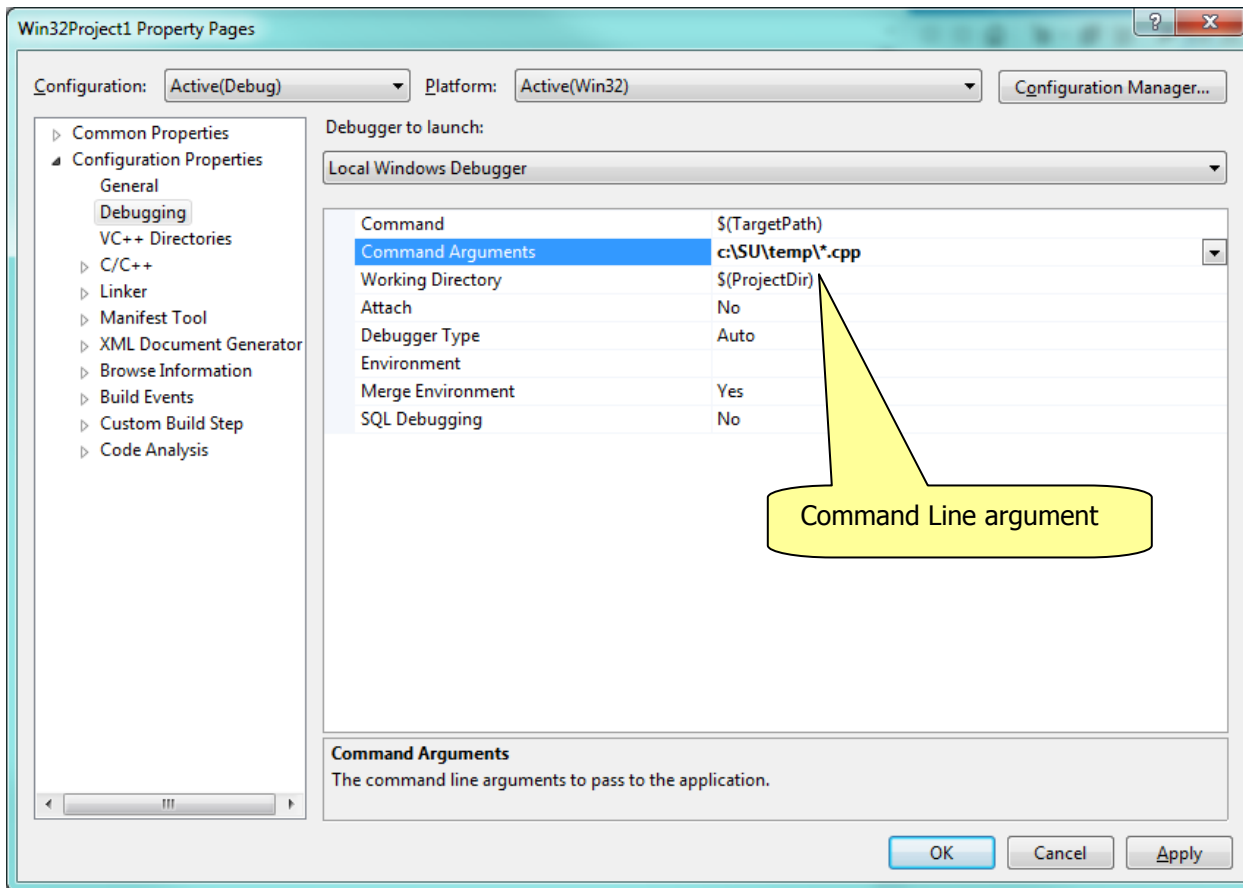 Win32Project1 Property Pages
?
X
Configuration: Active(Debug) Platform: Active(Win32) Configuration Manager...
Common Properties
Configuration Properties
General
Debugging
VC++ Directories
C/C++
Linker
Manifest Tool
XML Document Generator
Browse Information
Build Events
Custom Build Step
Code Analysis
Debugger to launch:
Local Windows Debugger
Command $(TargetPath)
Command Arguments c:\SU\temp\*.cpp
Working Directory $(ProjectDir)
Attach No
Debugger Type Auto
Environment
Merge Environment Yes
SQL Debugging No
Command Line argument
Command Arguments
The command line arguments to pass to the application.
OK Cancel Apply